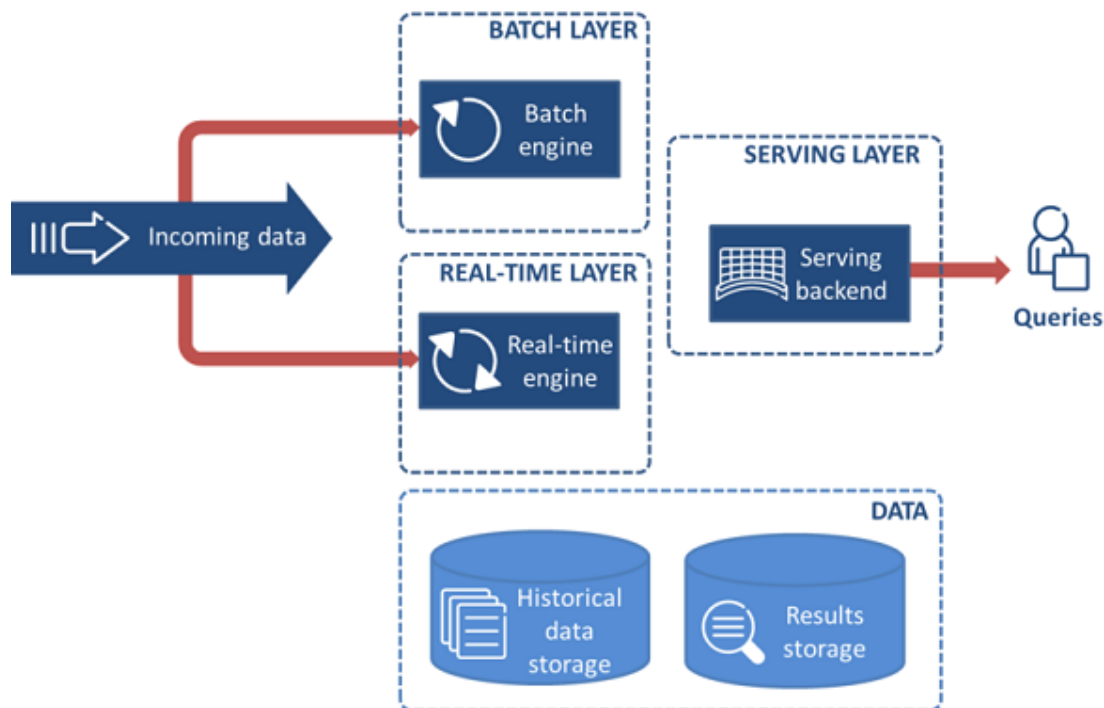 BATCH LAYER
Batch
engine
Incoming data
REAL-TIME LAYER
Real-time
engine
SERVING LAYER
Serving
backend
Queries
DATA
Historical
data
storage
Results
storage